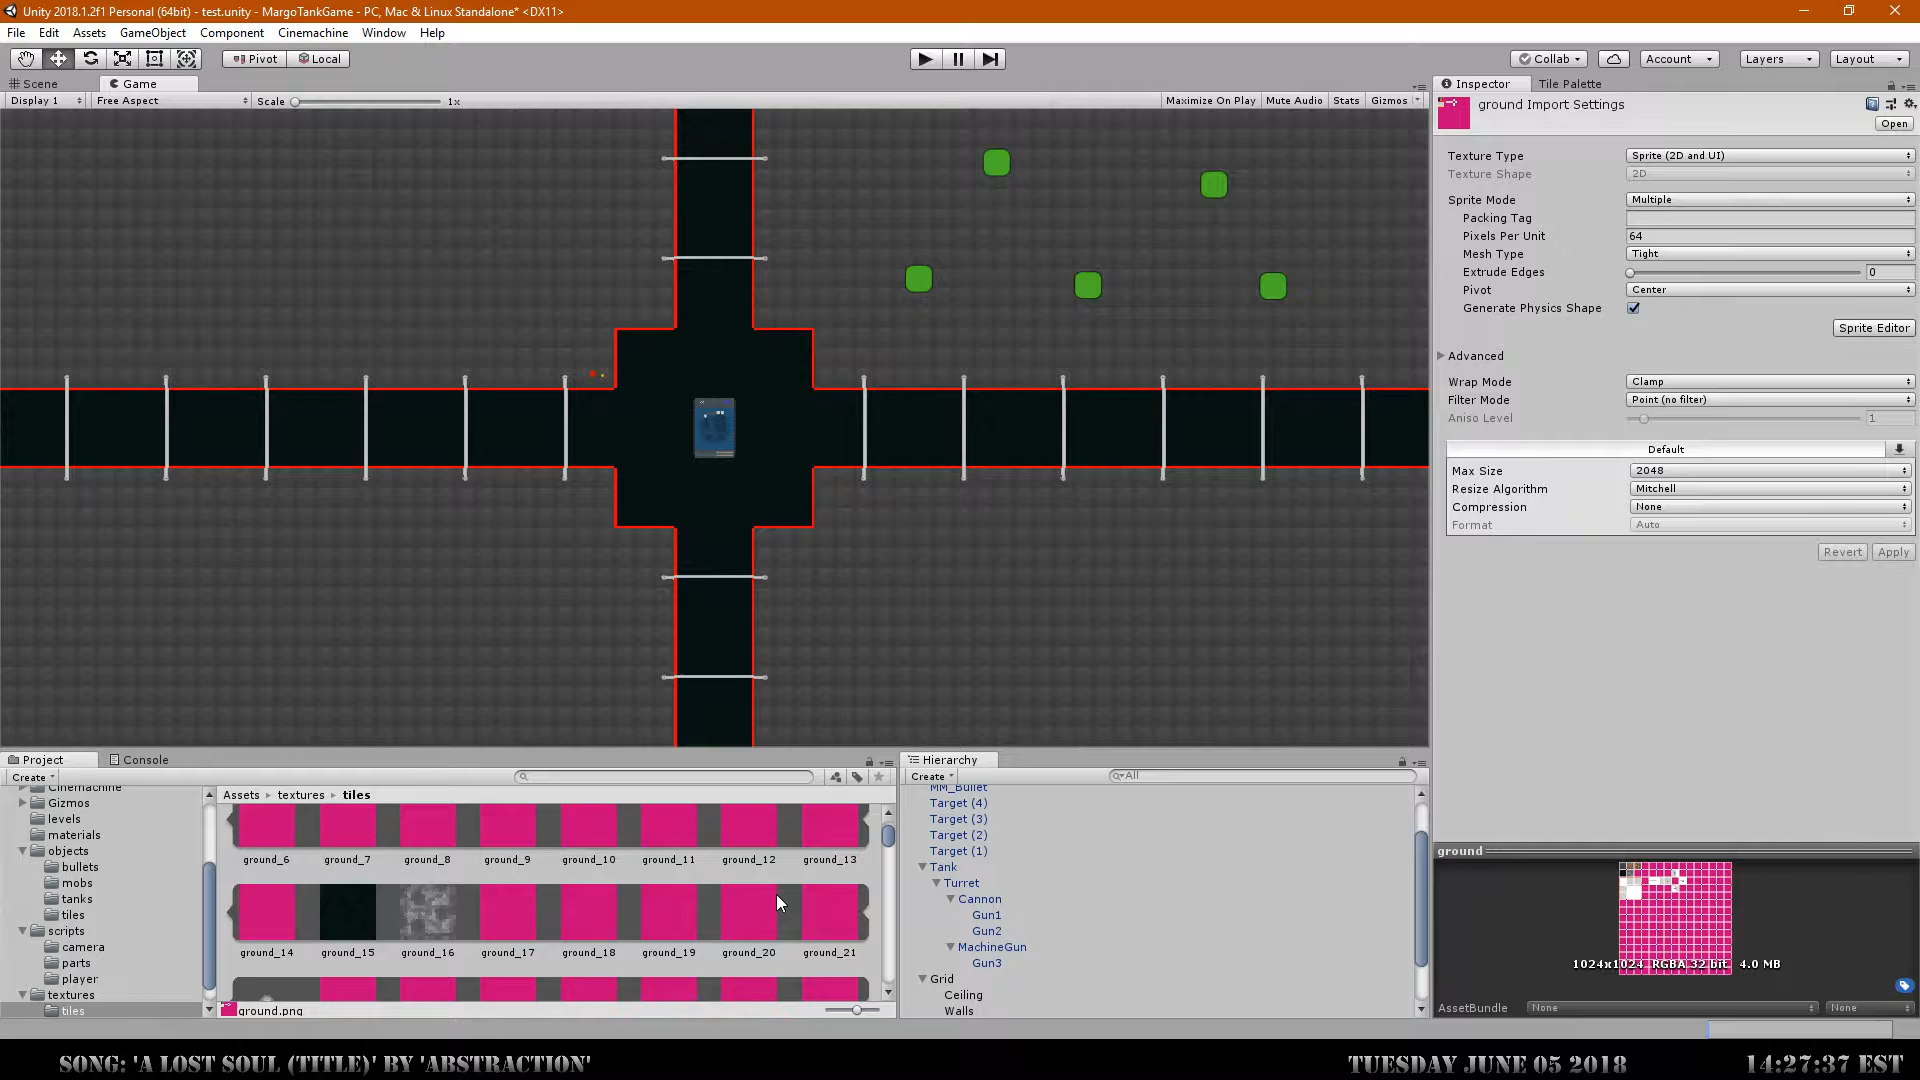 Unity 2018.1.2f1 Personal (64bit) - test.unity - MargoTankGame - PC, Mac & Linux Standalone* <DX11>
File Edit Assets GameObject Component Cinemachine Window Help
Pivot Local Collab Account Layers Layout
Scene Game
Display 1 Free Aspect Scale 1x Maximize On Play Mute Audio Stats Gizmos
Inspector Tile Palette
ground Import Settings
Open
Texture Type Sprite (2D and UI)
Texture Shape 2D
Sprite Mode Multiple
Packing Tag
Pixels Per Unit 64
Mesh Type Tight
Extrude Edges 0
Pivot Center
Generate Physics Shape
Sprite Editor
Advanced
Wrap Mode Clamp
Filter Mode Point (no filter)
Aniso Level 1
Default
Max Size 2048
Resize Algorithm Mitchell
Compression None
Format Auto
Revert Apply
Project Console
Create
Cinemachine
Gizmos
levels
materials
objects
bullets
mobs
tanks
tiles
scripts
camera
parts
player
textures
tiles
Assets > textures > tiles
ground_6 ground_7 ground_8 ground_9 ground_10 ground_11 ground_12 ground_13
ground_14 ground_15 ground_16 ground_17 ground_18 ground_19 ground_20 ground_21
ground.png
Hierarchy
Create All
MM_Bullet
Target (4)
Target (3)
Target (2)
Target (1)
Tank
Turret
Cannon
Gun1
Gun2
MachineGun
Gun3
Grid
Ceiling
Walls
ground
1024x1024 RGBA 32 bit 4.0 MB
AssetBundle None None
SONG: 'A LOST SOUL (TITLE)' BY 'ABSTRACTION'
TUESDAY JUNE 05 2018 14:27:37 EST